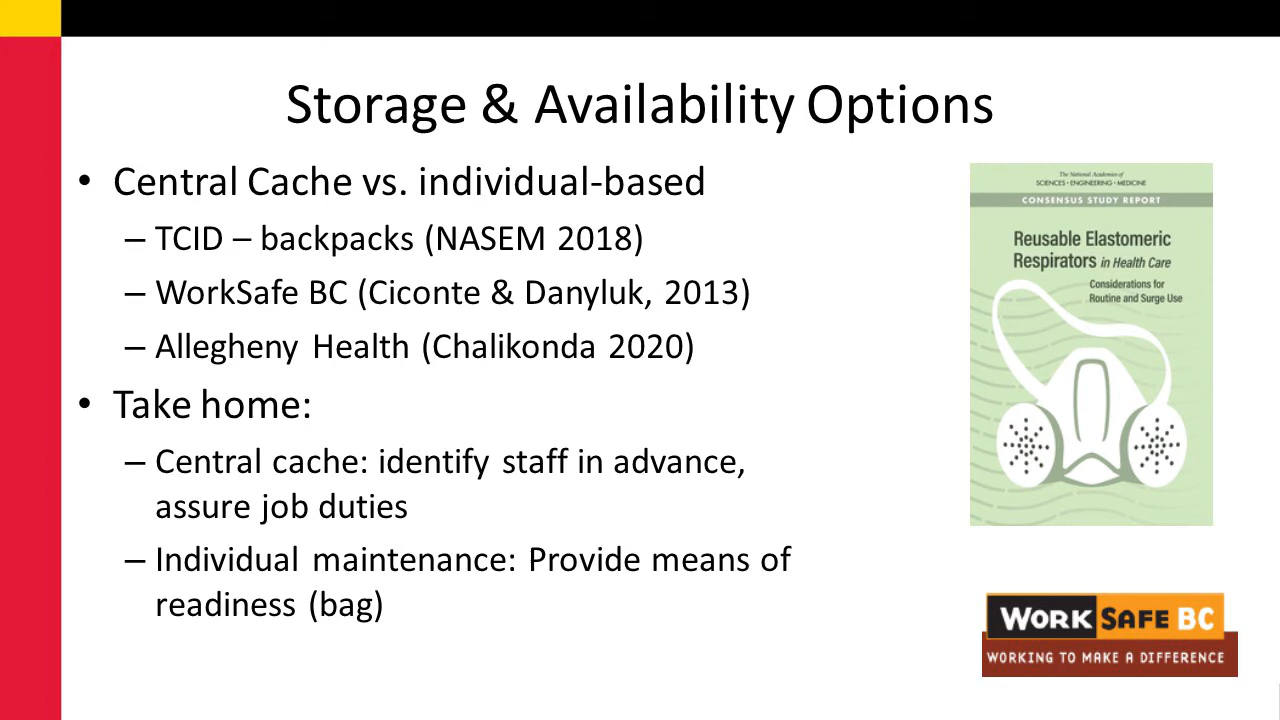 Storage & Availability Options
• Central Cache vs. individual-based
– TCID – backpacks (NASEM 2018)
– WorkSafe BC (Ciconte & Danyluk, 2013)
– Allegheny Health (Chalikonda 2020)
• Take home:
– Central cache: identify staff in advance,
assure job duties
– Individual maintenance: Provide means of
readiness (bag)
The National Academies of
SCIENCES • ENGINEERING • MEDICINE
CONSENSUS STUDY REPORT
Reusable Elastomeric
Respirators in Health Care
Considerations for
Routine and Surge Use
WORK SAFE BC
WORKING TO MAKE A DIFFERENCE